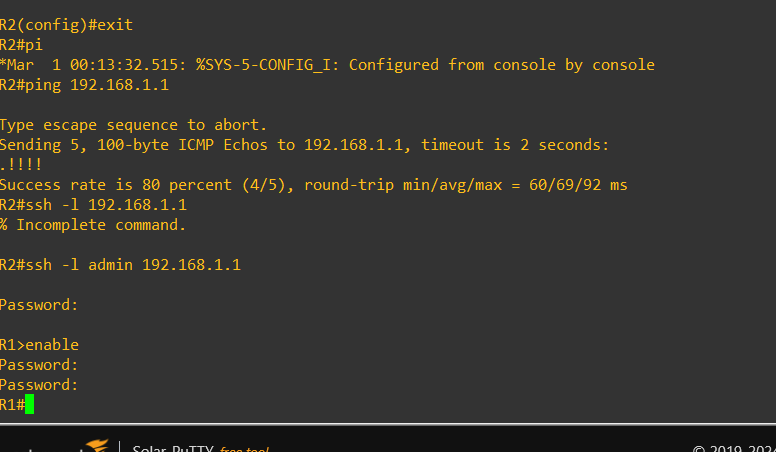 R2(config)#exit
R2#pi
*Mar  1 00:13:32.515: %SYS-5-CONFIG_I: Configured from console by console
R2#ping 192.168.1.1
Type escape sequence to abort.
Sending 5, 100-byte ICMP Echos to 192.168.1.1, timeout is 2 seconds:
.!!!!
Success rate is 80 percent (4/5), round-trip min/avg/max = 60/69/92 ms
R2#ssh -l 192.168.1.1
% Incomplete command.
R2#ssh -l admin 192.168.1.1
Password:
R1>enable
Password:
Password:
R1#
Solar-PuTTY free tool © 2019-202